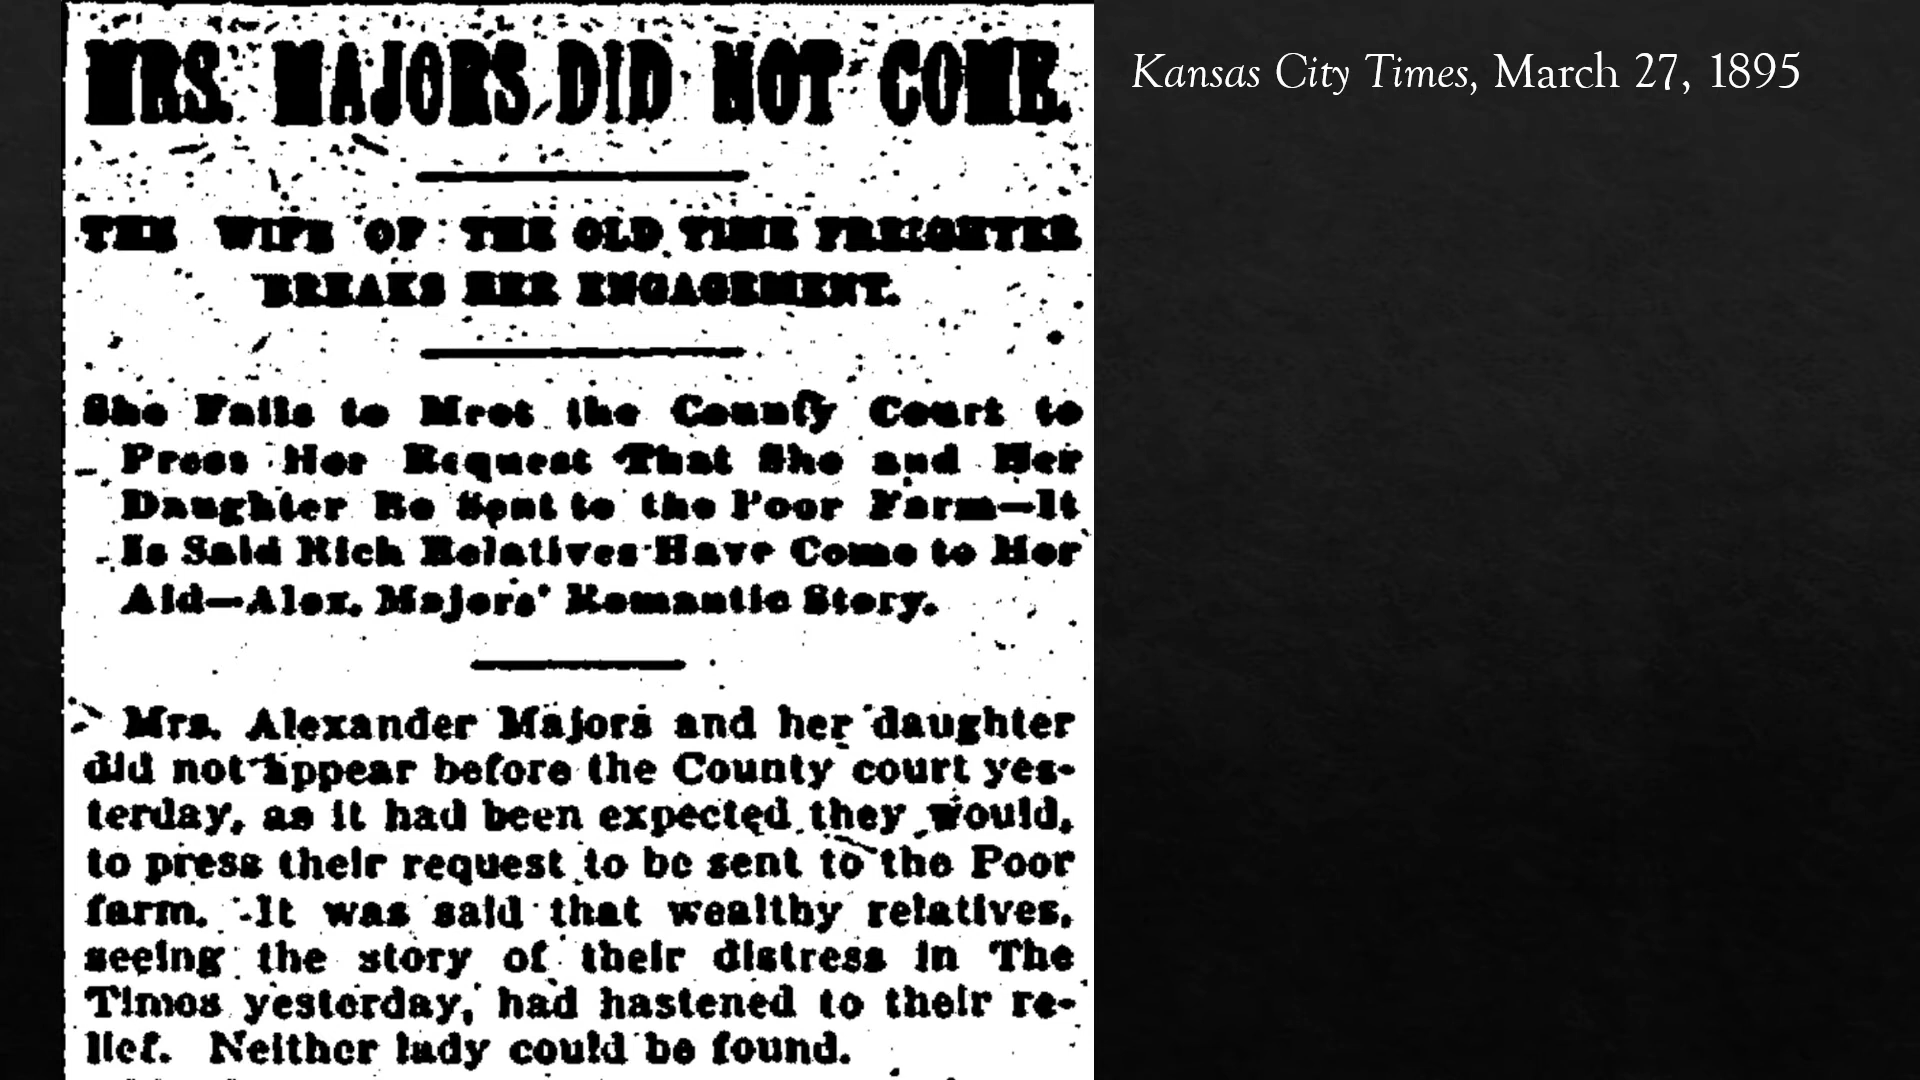 MRS. MAJORS DID NOT COME.
THE WIFE OF THE OLD TIME FREIGHTER
BREAKS HER ENGAGEMENT.
She Fails to Meet the County Court to
Press Her Request That She and Her
Daughter Be Sent to the Poor Farm—It
Is Said Rich Relatives Have Come to Her
Aid—Alex. Majors' Romantic Story.
Mrs. Alexander Majors and her daughter
did not appear before the County court yes-
terday, as it had been expected they would,
to press their request to be sent to the Poor
farm. It was said that wealthy relatives,
seeing the story of their distress in The
Times yesterday, had hastened to their re-
lief. Neither lady could be found.
Kansas City Times, March 27, 1895